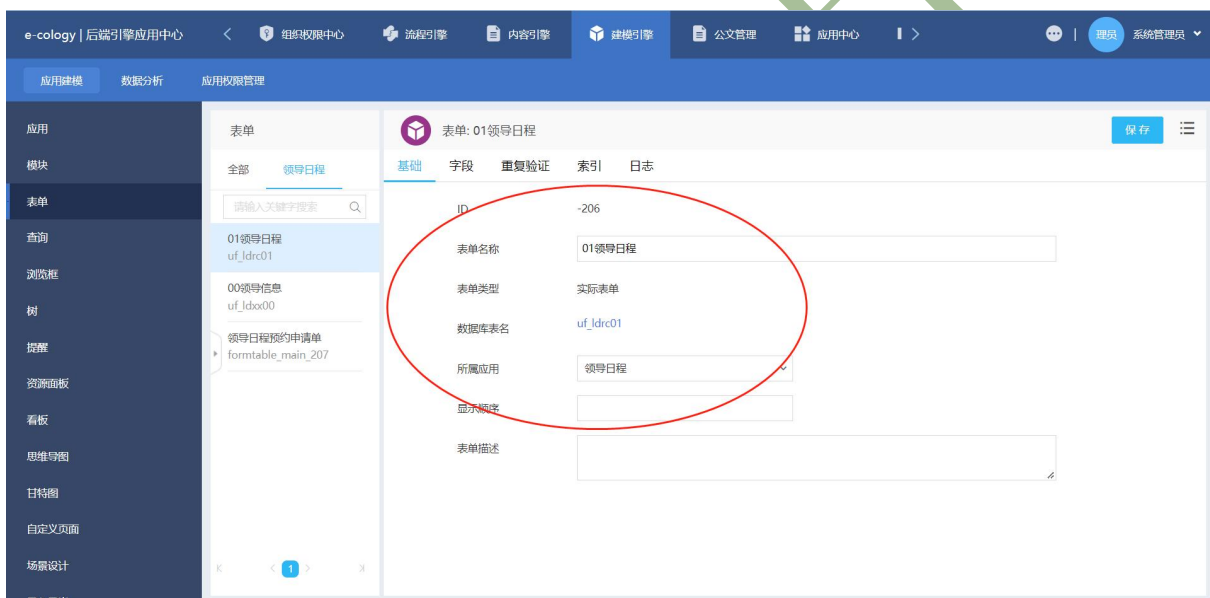 e-cology | 后端引擎应用中心 组织权限中心 流程引擎 内容引擎 建模引擎 公文管理 应用中心 理员 系统管理员
应用建模 数据分析 应用权限管理
应用
模块
表单
查询
浏览框
树
提醒
资源面板
看板
思维导图
甘特图
自定义页面
场景设计
表单
全部 领导日程
请输入关键字搜索
01领导日程
uf_ldrc01
00领导信息
uf_ldxx00
领导日程预约申请单
formtable_main_207
1
表单: 01领导日程 保存
基础 字段 重复验证 索引 日志
ID -206
表单名称 01领导日程
表单类型 实际表单
数据库表名 uf_ldrc01
所属应用 领导日程
显示顺序
表单描述